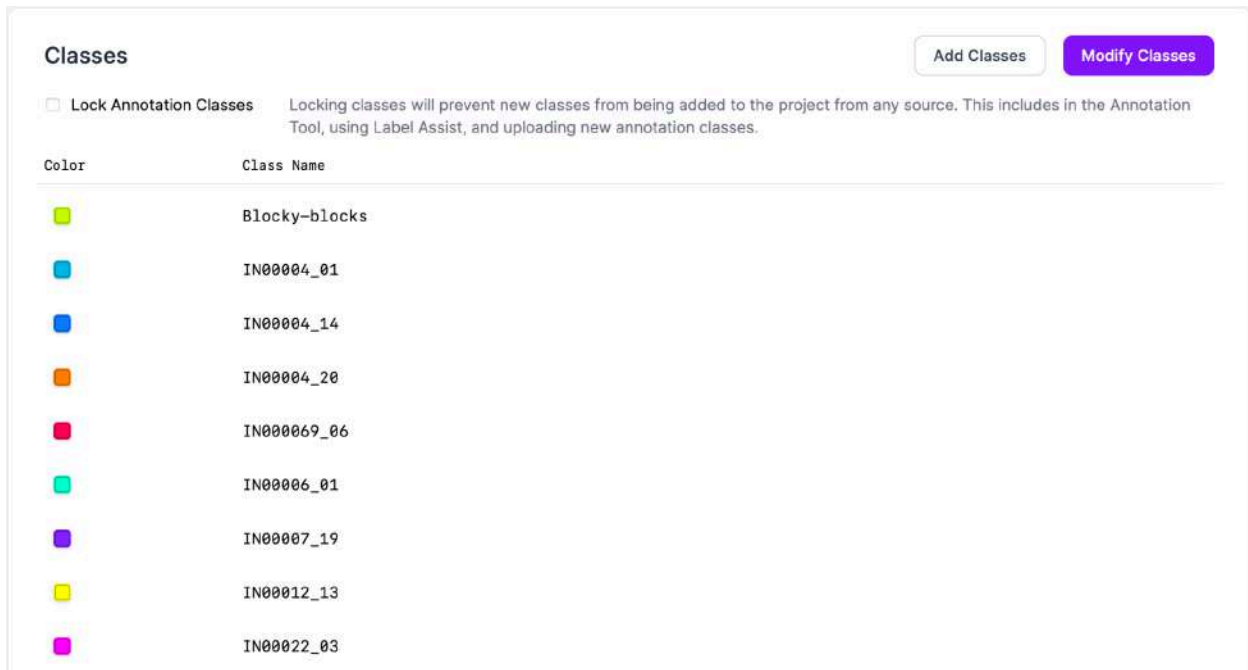 Classes
Add Classes
Modify Classes
Lock Annotation Classes
Locking classes will prevent new classes from being added to the project from any source. This includes in the Annotation
Tool, using Label Assist, and uploading new annotation classes.
Color
Class Name
Blocky-blocks
IN00004_01
IN00004_14
IN00004_20
IN000069_06
IN00006_01
IN00007_19
IN00012_13
IN00022_03